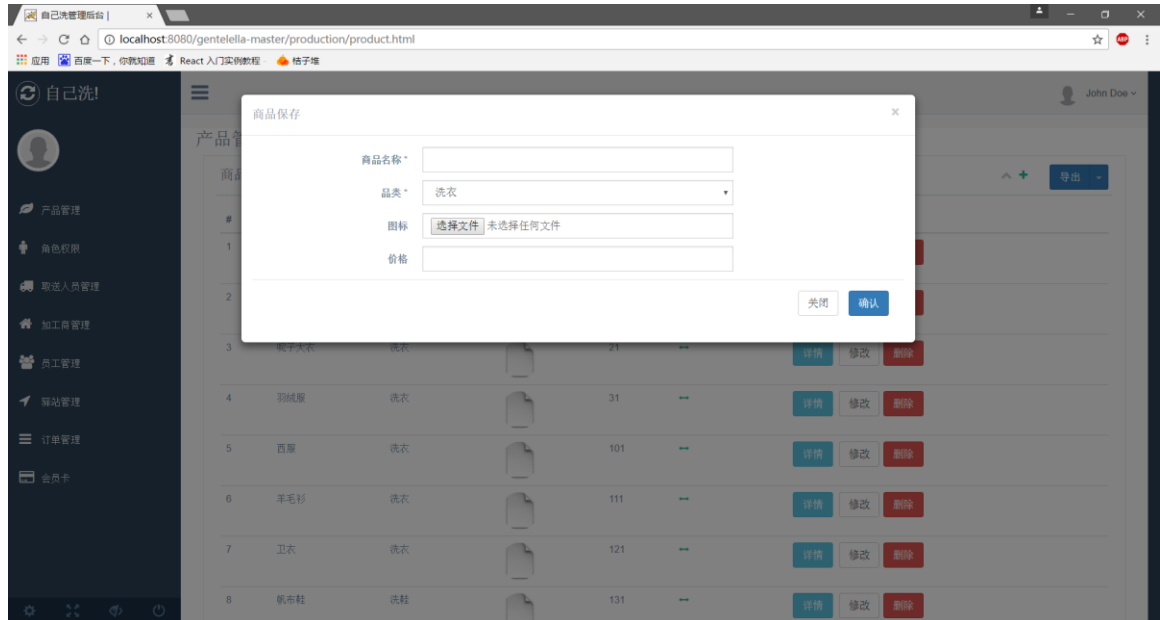 自己洗管理后台 |
localhost:8080/gentelella-master/production/product.html
ABP
应用 百度一下，你就知道 React 入门实例教程 - 桔子堆
自己洗!
John Doe
商品保存 ×
产品管
商品
导出
商品名称 *
品类 * 洗衣
图标 选择文件 未选择任何文件
价格
关闭 确认
产品管理
角色权限
取送人员管理
加工商管理
员工管理
驿站管理
订单管理
会员卡
#
1
2
3 呢子大衣 洗衣 21 详情 修改 删除
4 羽绒服 洗衣 31 详情 修改 删除
5 西服 洗衣 101 详情 修改 删除
6 羊毛衫 洗衣 111 详情 修改 删除
7 卫衣 洗衣 121 详情 修改 删除
8 帆布鞋 洗鞋 131 详情 修改 删除